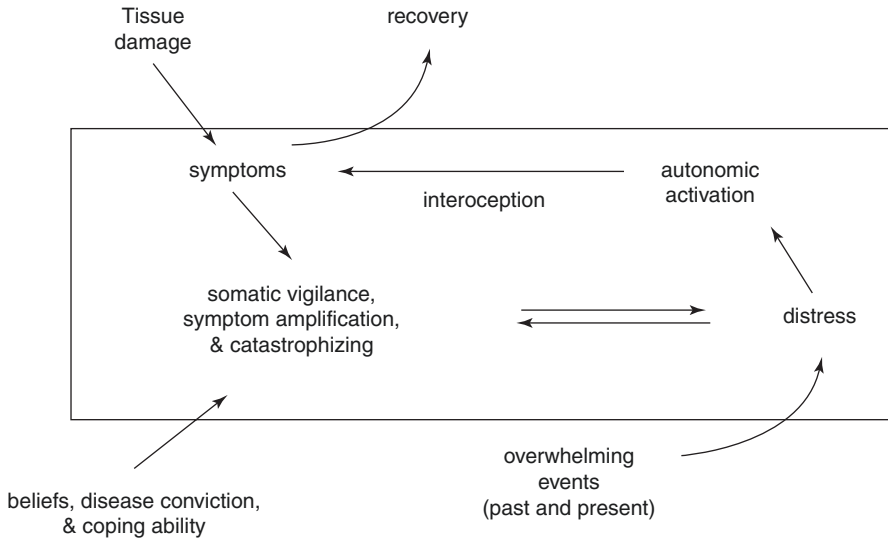 Tissue
damage
recovery
symptoms
autonomic
activation
interoception
somatic vigilance,
symptom amplification,
& catastrophizing
distress
overwhelming
events
(past and present)
beliefs, disease conviction,
& coping ability